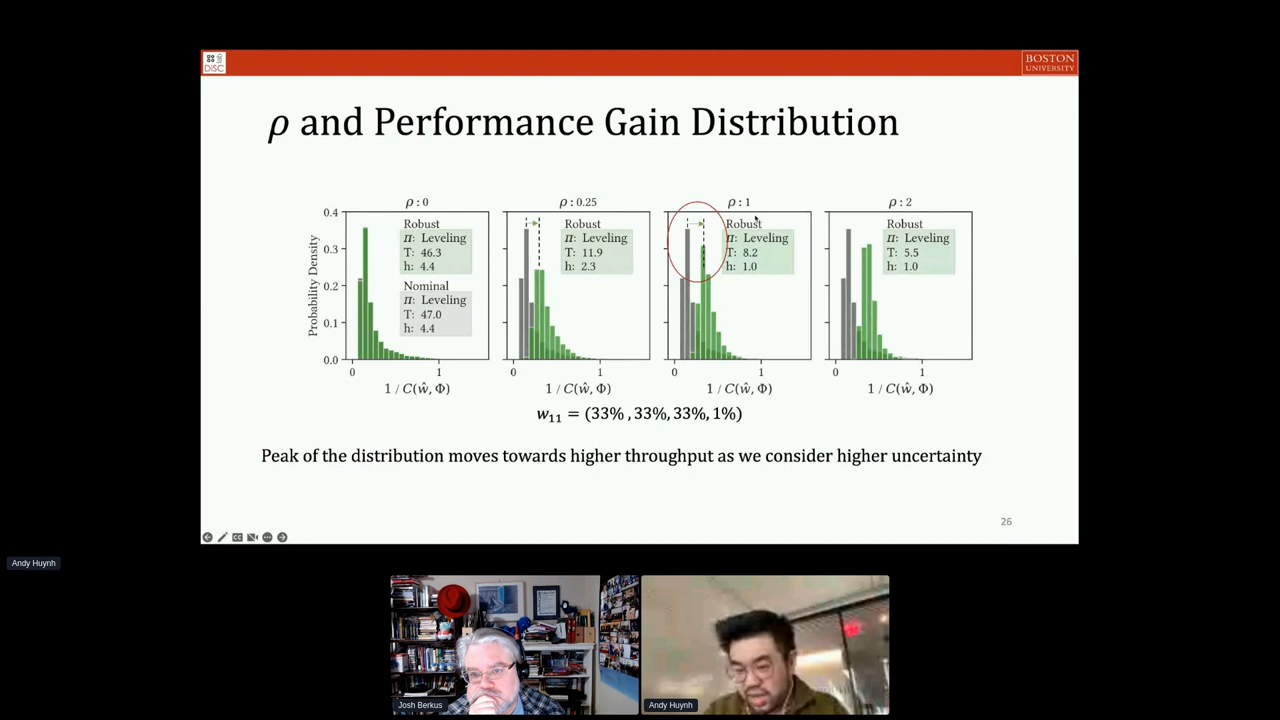 DiSC
BOSTON
UNIVERSITY
ρ and Performance Gain Distribution
ρ : 0
ρ : 0.25
ρ : 1
ρ : 2
Probability Density
0.4
0.3
0.2
0.1
0.0
Robust
π: Leveling
T: 46.3
h: 4.4
Nominal
π: Leveling
T: 47.0
h: 4.4
0 1
1 / C(ŵ, Φ)
Robust
π: Leveling
T: 11.9
h: 2.3
0 1
1 / C(ŵ, Φ)
Robust
π: Leveling
T: 8.2
h: 1.0
0 1
1 / C(ŵ, Φ)
Robust
π: Leveling
T: 5.5
h: 1.0
0 1
1 / C(ŵ, Φ)
w₁₁ = (33% , 33%, 33%, 1%)
Peak of the distribution moves towards higher throughput as we consider higher uncertainty
26
Andy Huynh
Josh Berkus
Andy Huynh